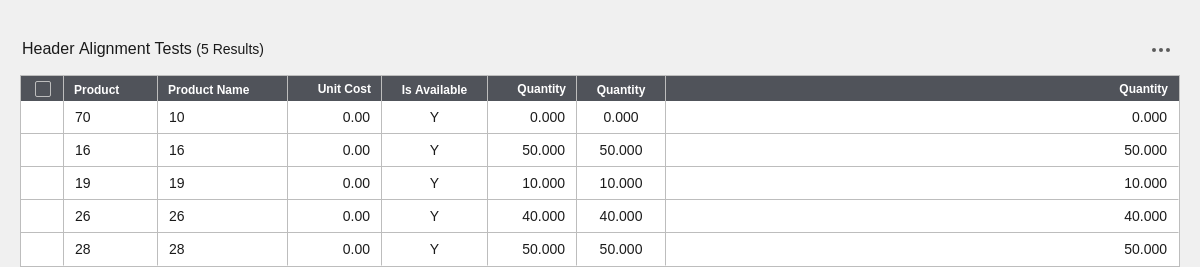 Header Alignment Tests (5 Results)
Product Product Name Unit Cost Is Available Quantity Quantity Quantity
70 10 0.00 Y 0.000 0.000 0.000
16 16 0.00 Y 50.000 50.000 50.000
19 19 0.00 Y 10.000 10.000 10.000
26 26 0.00 Y 40.000 40.000 40.000
28 28 0.00 Y 50.000 50.000 50.000